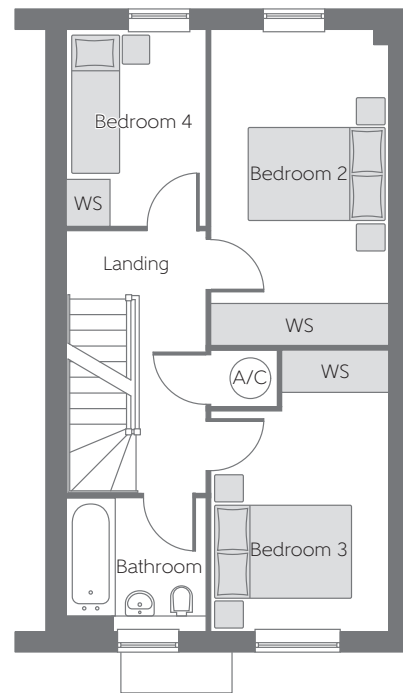 Bedroom 4
WS
Bedroom 2
Landing
WS
A/C
WS
Bedroom 3
Bathroom